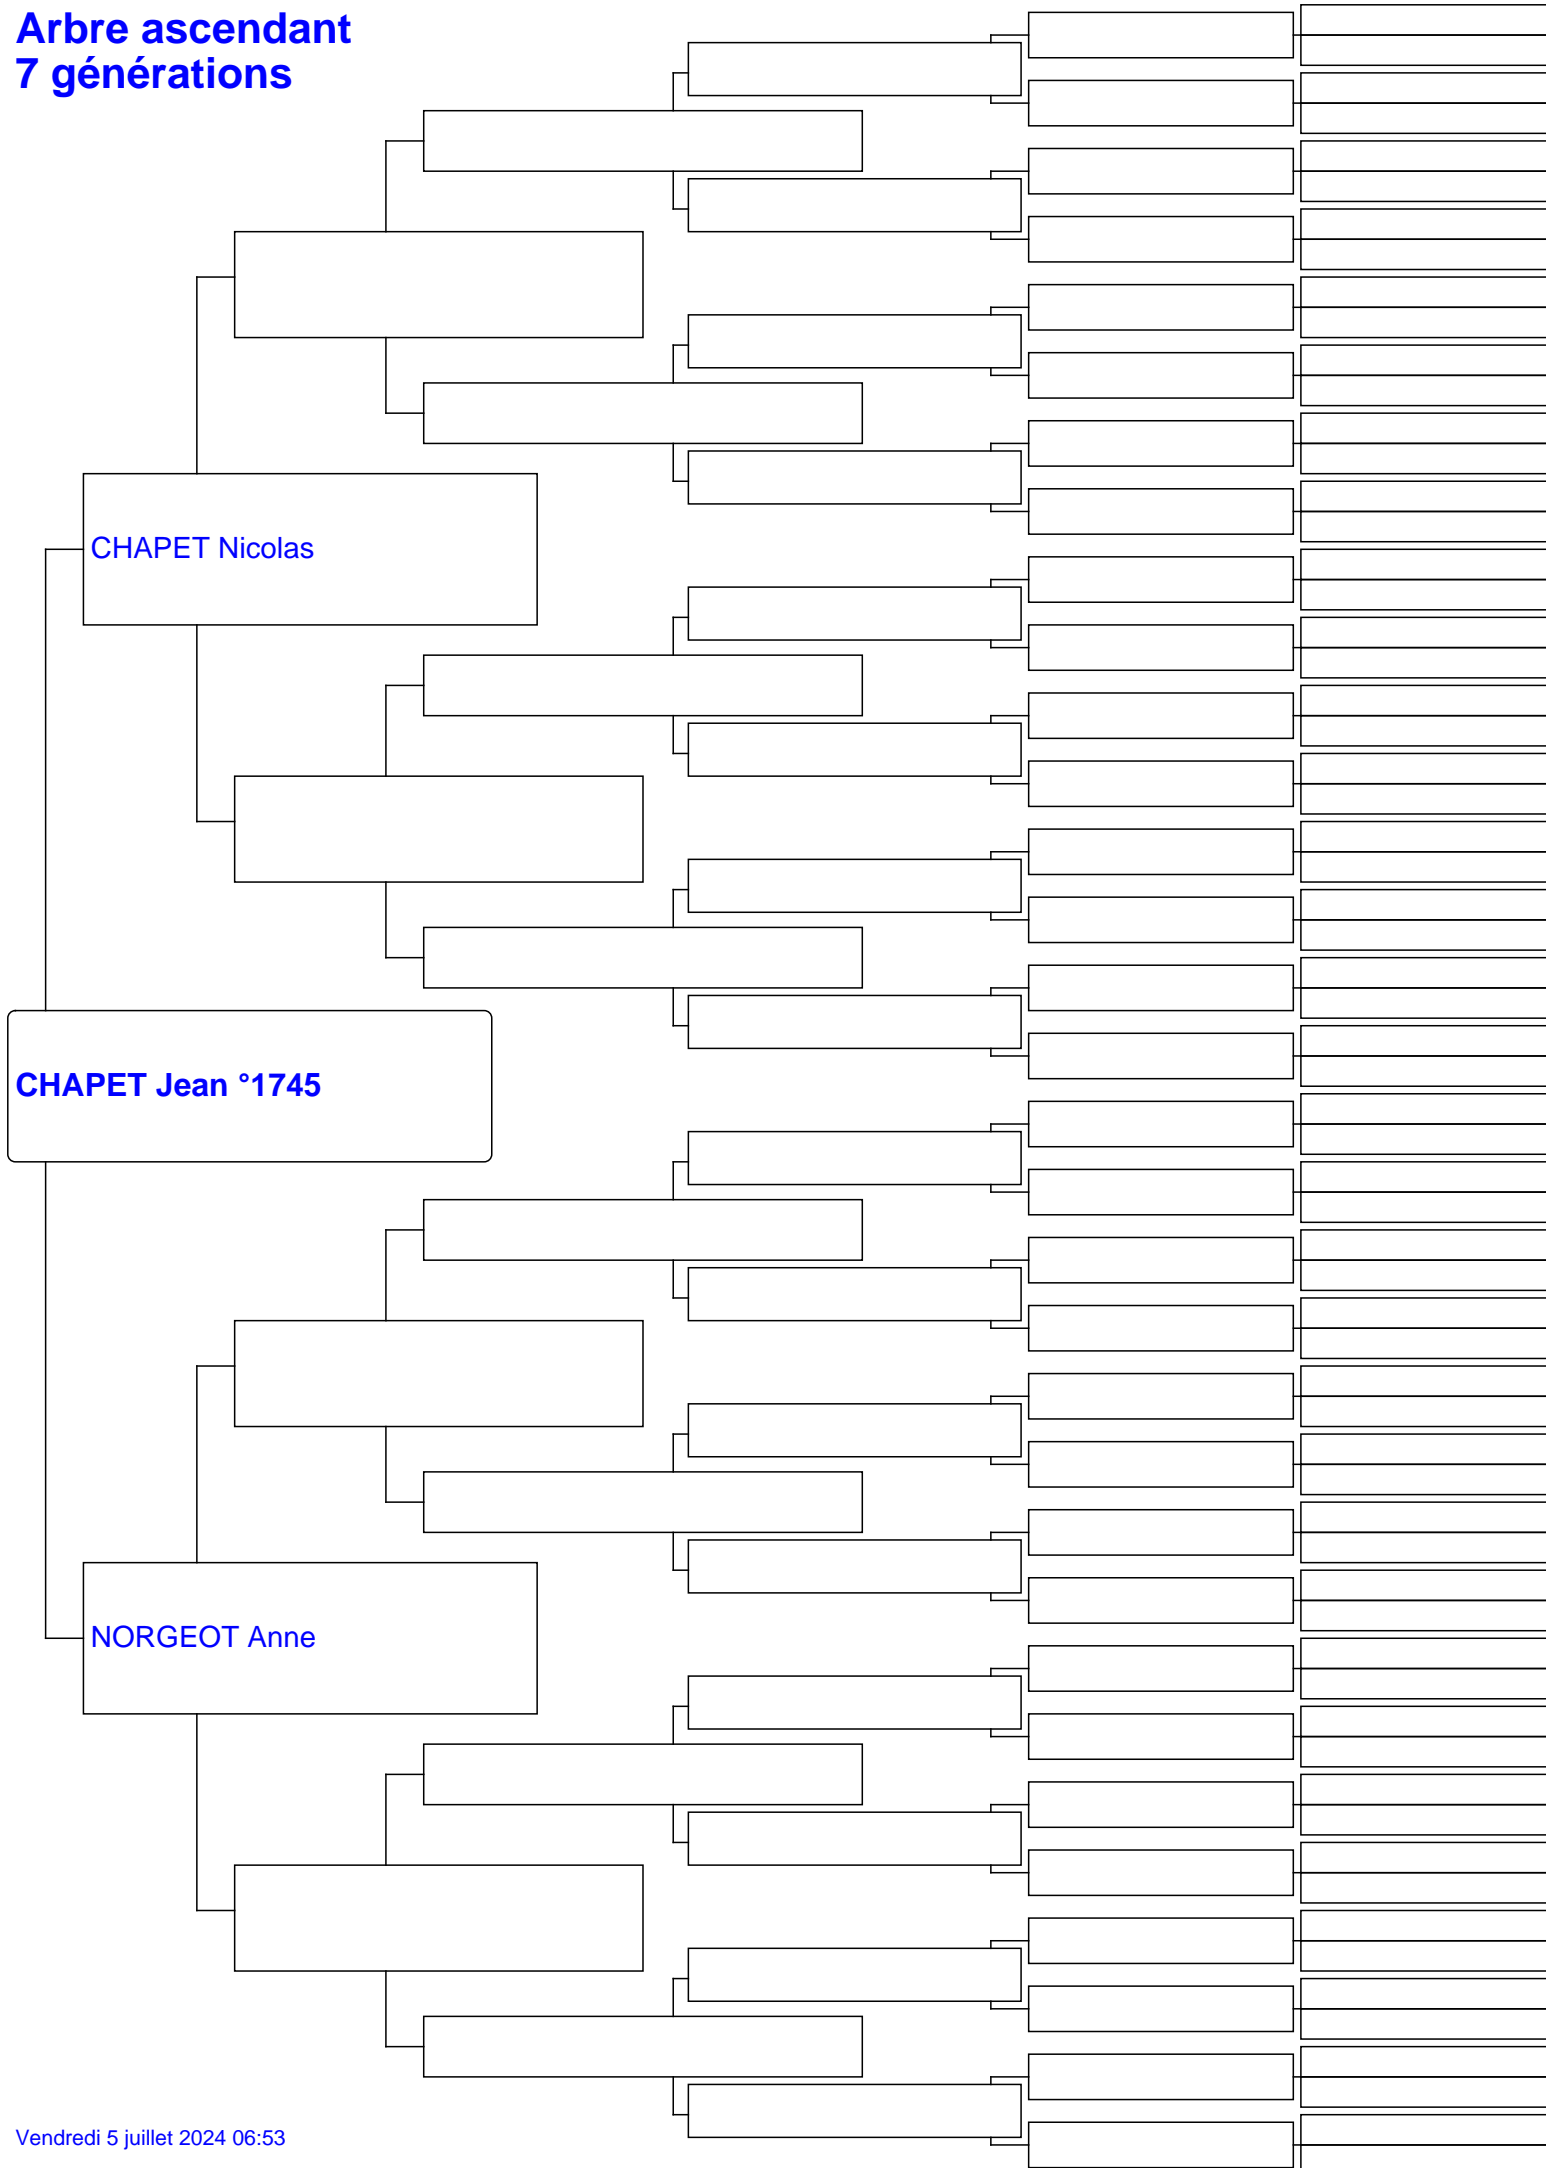 Arbre ascendant
7 générations
CHAPET Nicolas
CHAPET Jean °1745
NORGEOT Anne
Vendredi 5 juillet 2024 06:53